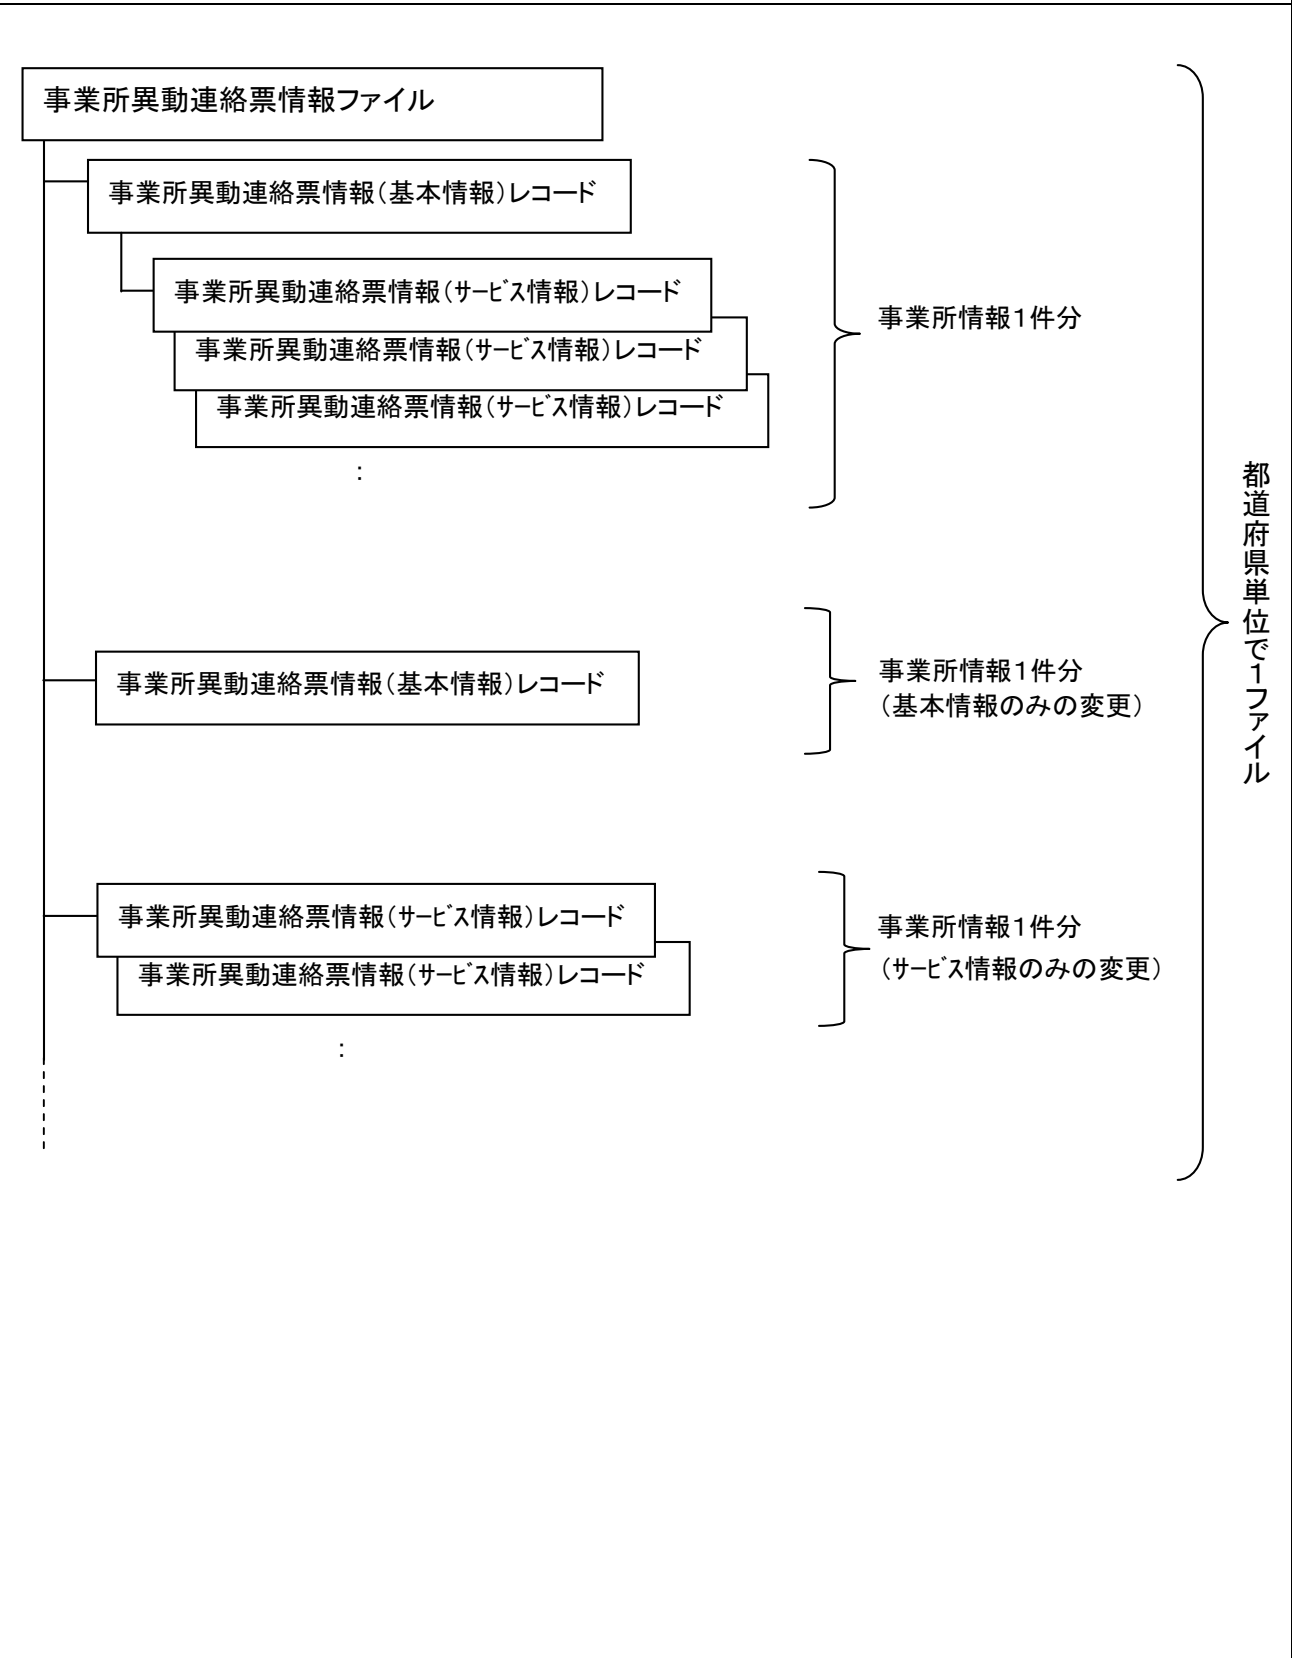 事業所異動連絡票情報ファイル
事業所異動連絡票情報（基本情報）レコード
事業所異動連絡票情報（ｻｰﾋﾞｽ情報）レコード
事業所異動連絡票情報（ｻｰﾋﾞｽ情報）レコード
事業所異動連絡票情報（ｻｰﾋﾞｽ情報）レコード
：
事業所情報１件分
事業所異動連絡票情報（基本情報）レコード
事業所情報１件分
（基本情報のみの変更）
事業所異動連絡票情報（ｻｰﾋﾞｽ情報）レコード
事業所異動連絡票情報（ｻｰﾋﾞｽ情報）レコード
：
事業所情報１件分
（ｻｰﾋﾞｽ情報のみの変更）
都道府県単位で１ファイル